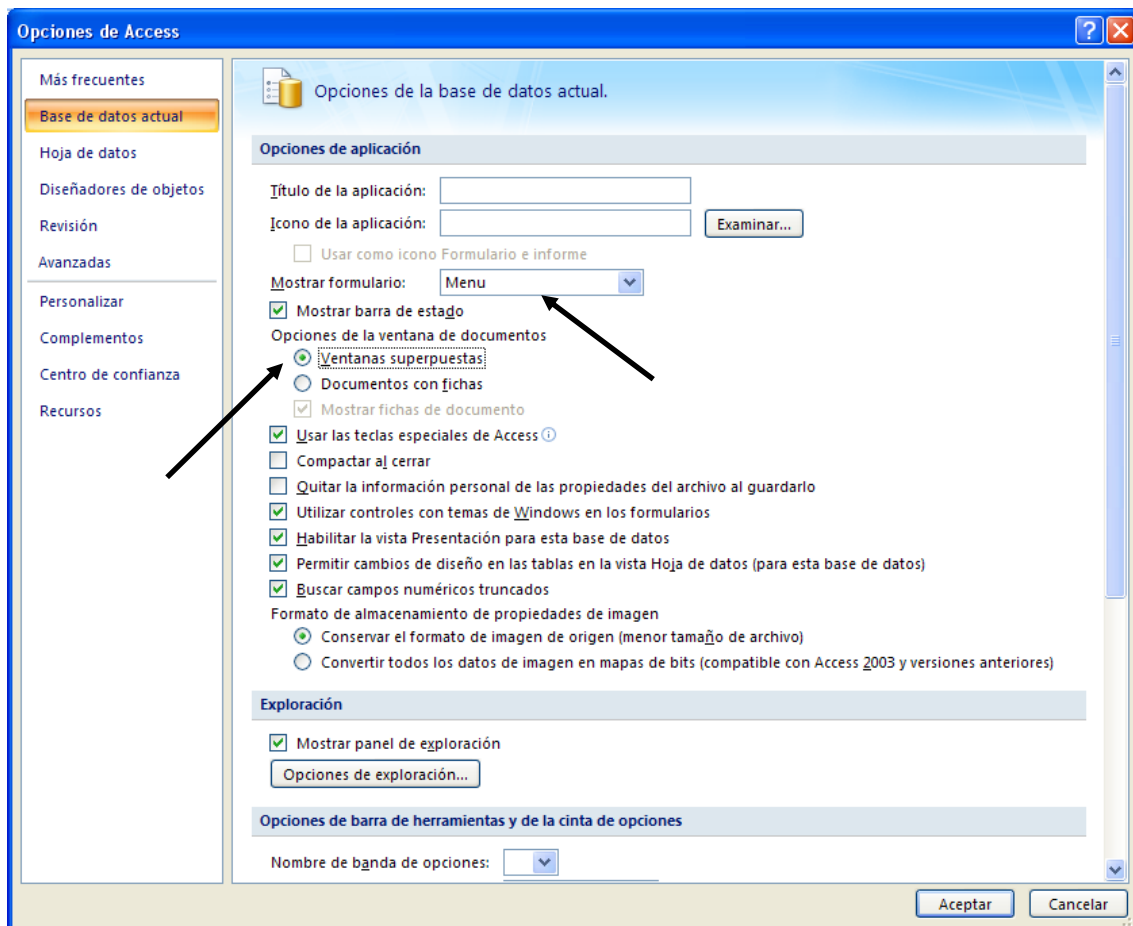 Opciones de Access
Más frecuentes
Base de datos actual
Hoja de datos
Diseñadores de objetos
Revisión
Avanzadas
Personalizar
Complementos
Centro de confianza
Recursos
Opciones de la base de datos actual.
Opciones de aplicación
Título de la aplicación:
Icono de la aplicación: Examinar...
Usar como icono Formulario e informe
Mostrar formulario: Menu
Mostrar barra de estado
Opciones de la ventana de documentos
Ventanas superpuestas
Documentos con fichas
Mostrar fichas de documento
Usar las teclas especiales de Access
Compactar al cerrar
Quitar la información personal de las propiedades del archivo al guardarlo
Utilizar controles con temas de Windows en los formularios
Habilitar la vista Presentación para esta base de datos
Permitir cambios de diseño en las tablas en la vista Hoja de datos (para esta base de datos)
Buscar campos numéricos truncados
Formato de almacenamiento de propiedades de imagen
Conservar el formato de imagen de origen (menor tamaño de archivo)
Convertir todos los datos de imagen en mapas de bits (compatible con Access 2003 y versiones anteriores)
Exploración
Mostrar panel de exploración
Opciones de exploración...
Opciones de barra de herramientas y de la cinta de opciones
Nombre de banda de opciones:
Aceptar Cancelar